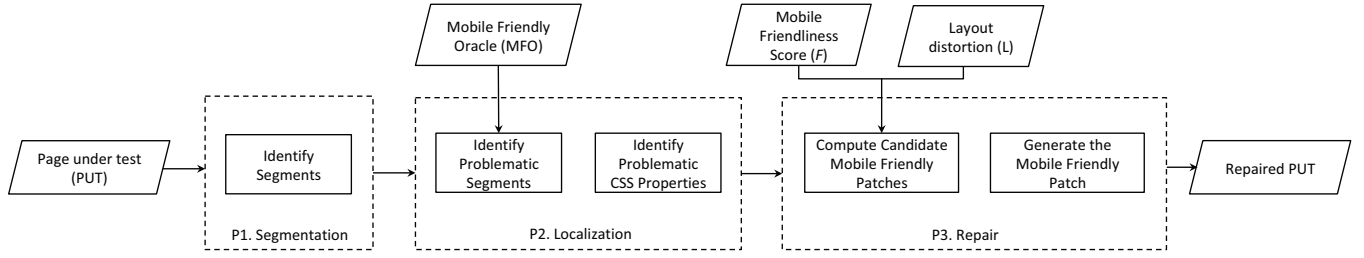 Mobile Friendly
Oracle (MFO)
Mobile
Friendliness
Score (F)
Layout
distortion (L)
Page under test
(PUT)
Identify
Segments
P1. Segmentation
Identify
Problematic
Segments
Identify
Problematic
CSS Properties
P2. Localization
Compute Candidate
Mobile Friendly
Patches
Generate the
Mobile Friendly
Patch
P3. Repair
Repaired PUT